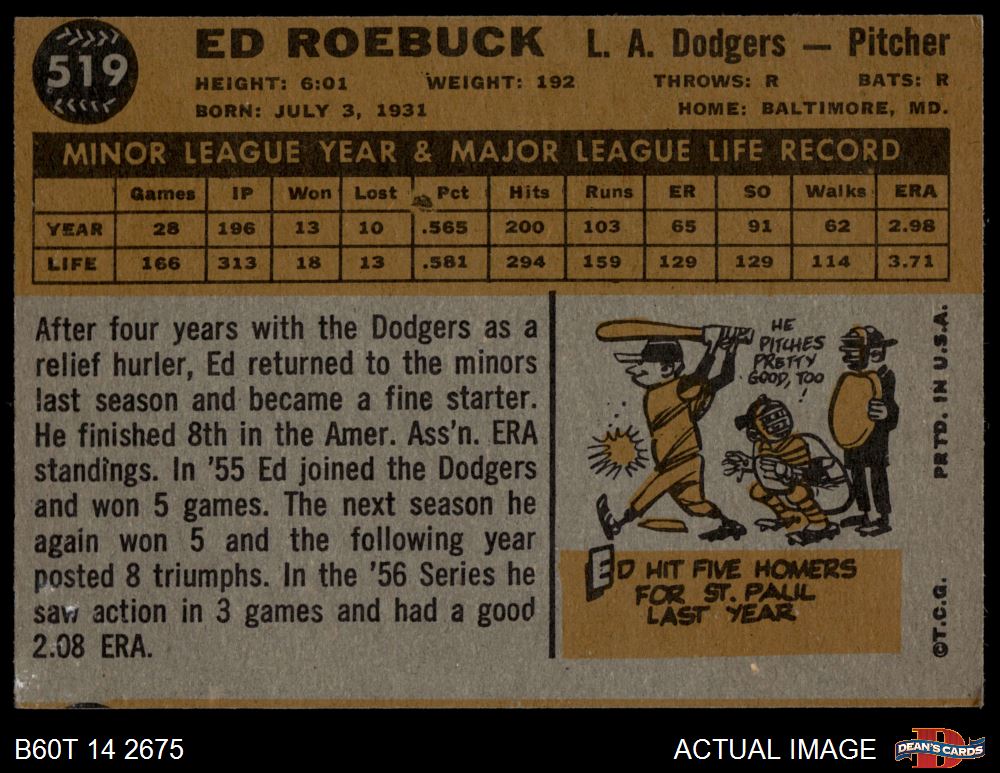 519
ED ROEBUCK L. A. Dodgers — Pitcher
HEIGHT: 6:01 WEIGHT: 192 THROWS: R BATS: R
BORN: JULY 3, 1931 HOME: BALTIMORE, MD.
MINOR LEAGUE YEAR & MAJOR LEAGUE LIFE RECORD
Games IP Won Lost Pct Hits Runs ER SO Walks ERA
YEAR 28 196 13 10 .565 200 103 65 91 62 2.98
LIFE 166 313 18 13 .581 294 159 129 129 114 3.71
After four years with the Dodgers as a
relief hurler, Ed returned to the minors
last season and became a fine starter.
He finished 8th in the Amer. Ass'n. ERA
standings. In '55 Ed joined the Dodgers
and won 5 games. The next season he
again won 5 and the following year
posted 8 triumphs. In the '56 Series he
saw action in 3 games and had a good
2.08 ERA.
HE
PITCHES
PRETTY
GOOD, TOO
!
ED HIT FIVE HOMERS
FOR ST. PAUL
LAST YEAR
©T.C.G. PRTD. IN U.S.A.
B60T 14 2675 ACTUAL IMAGE
D
DEAN'S CARDS